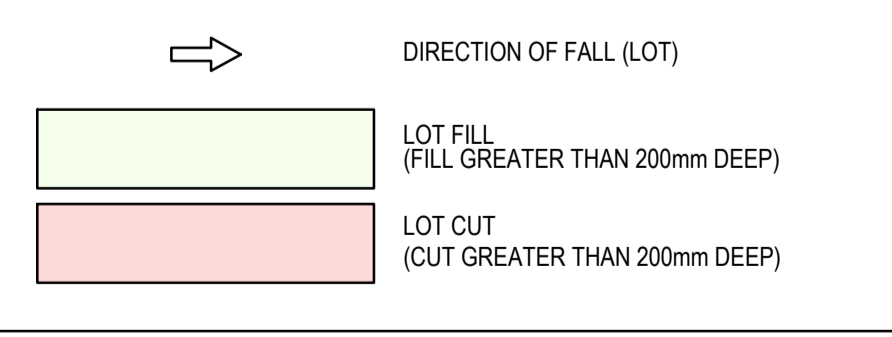 DIRECTION OF FALL (LOT)
LOT FILL
(FILL GREATER THAN 200mm DEEP)
LOT CUT
(CUT GREATER THAN 200mm DEEP)